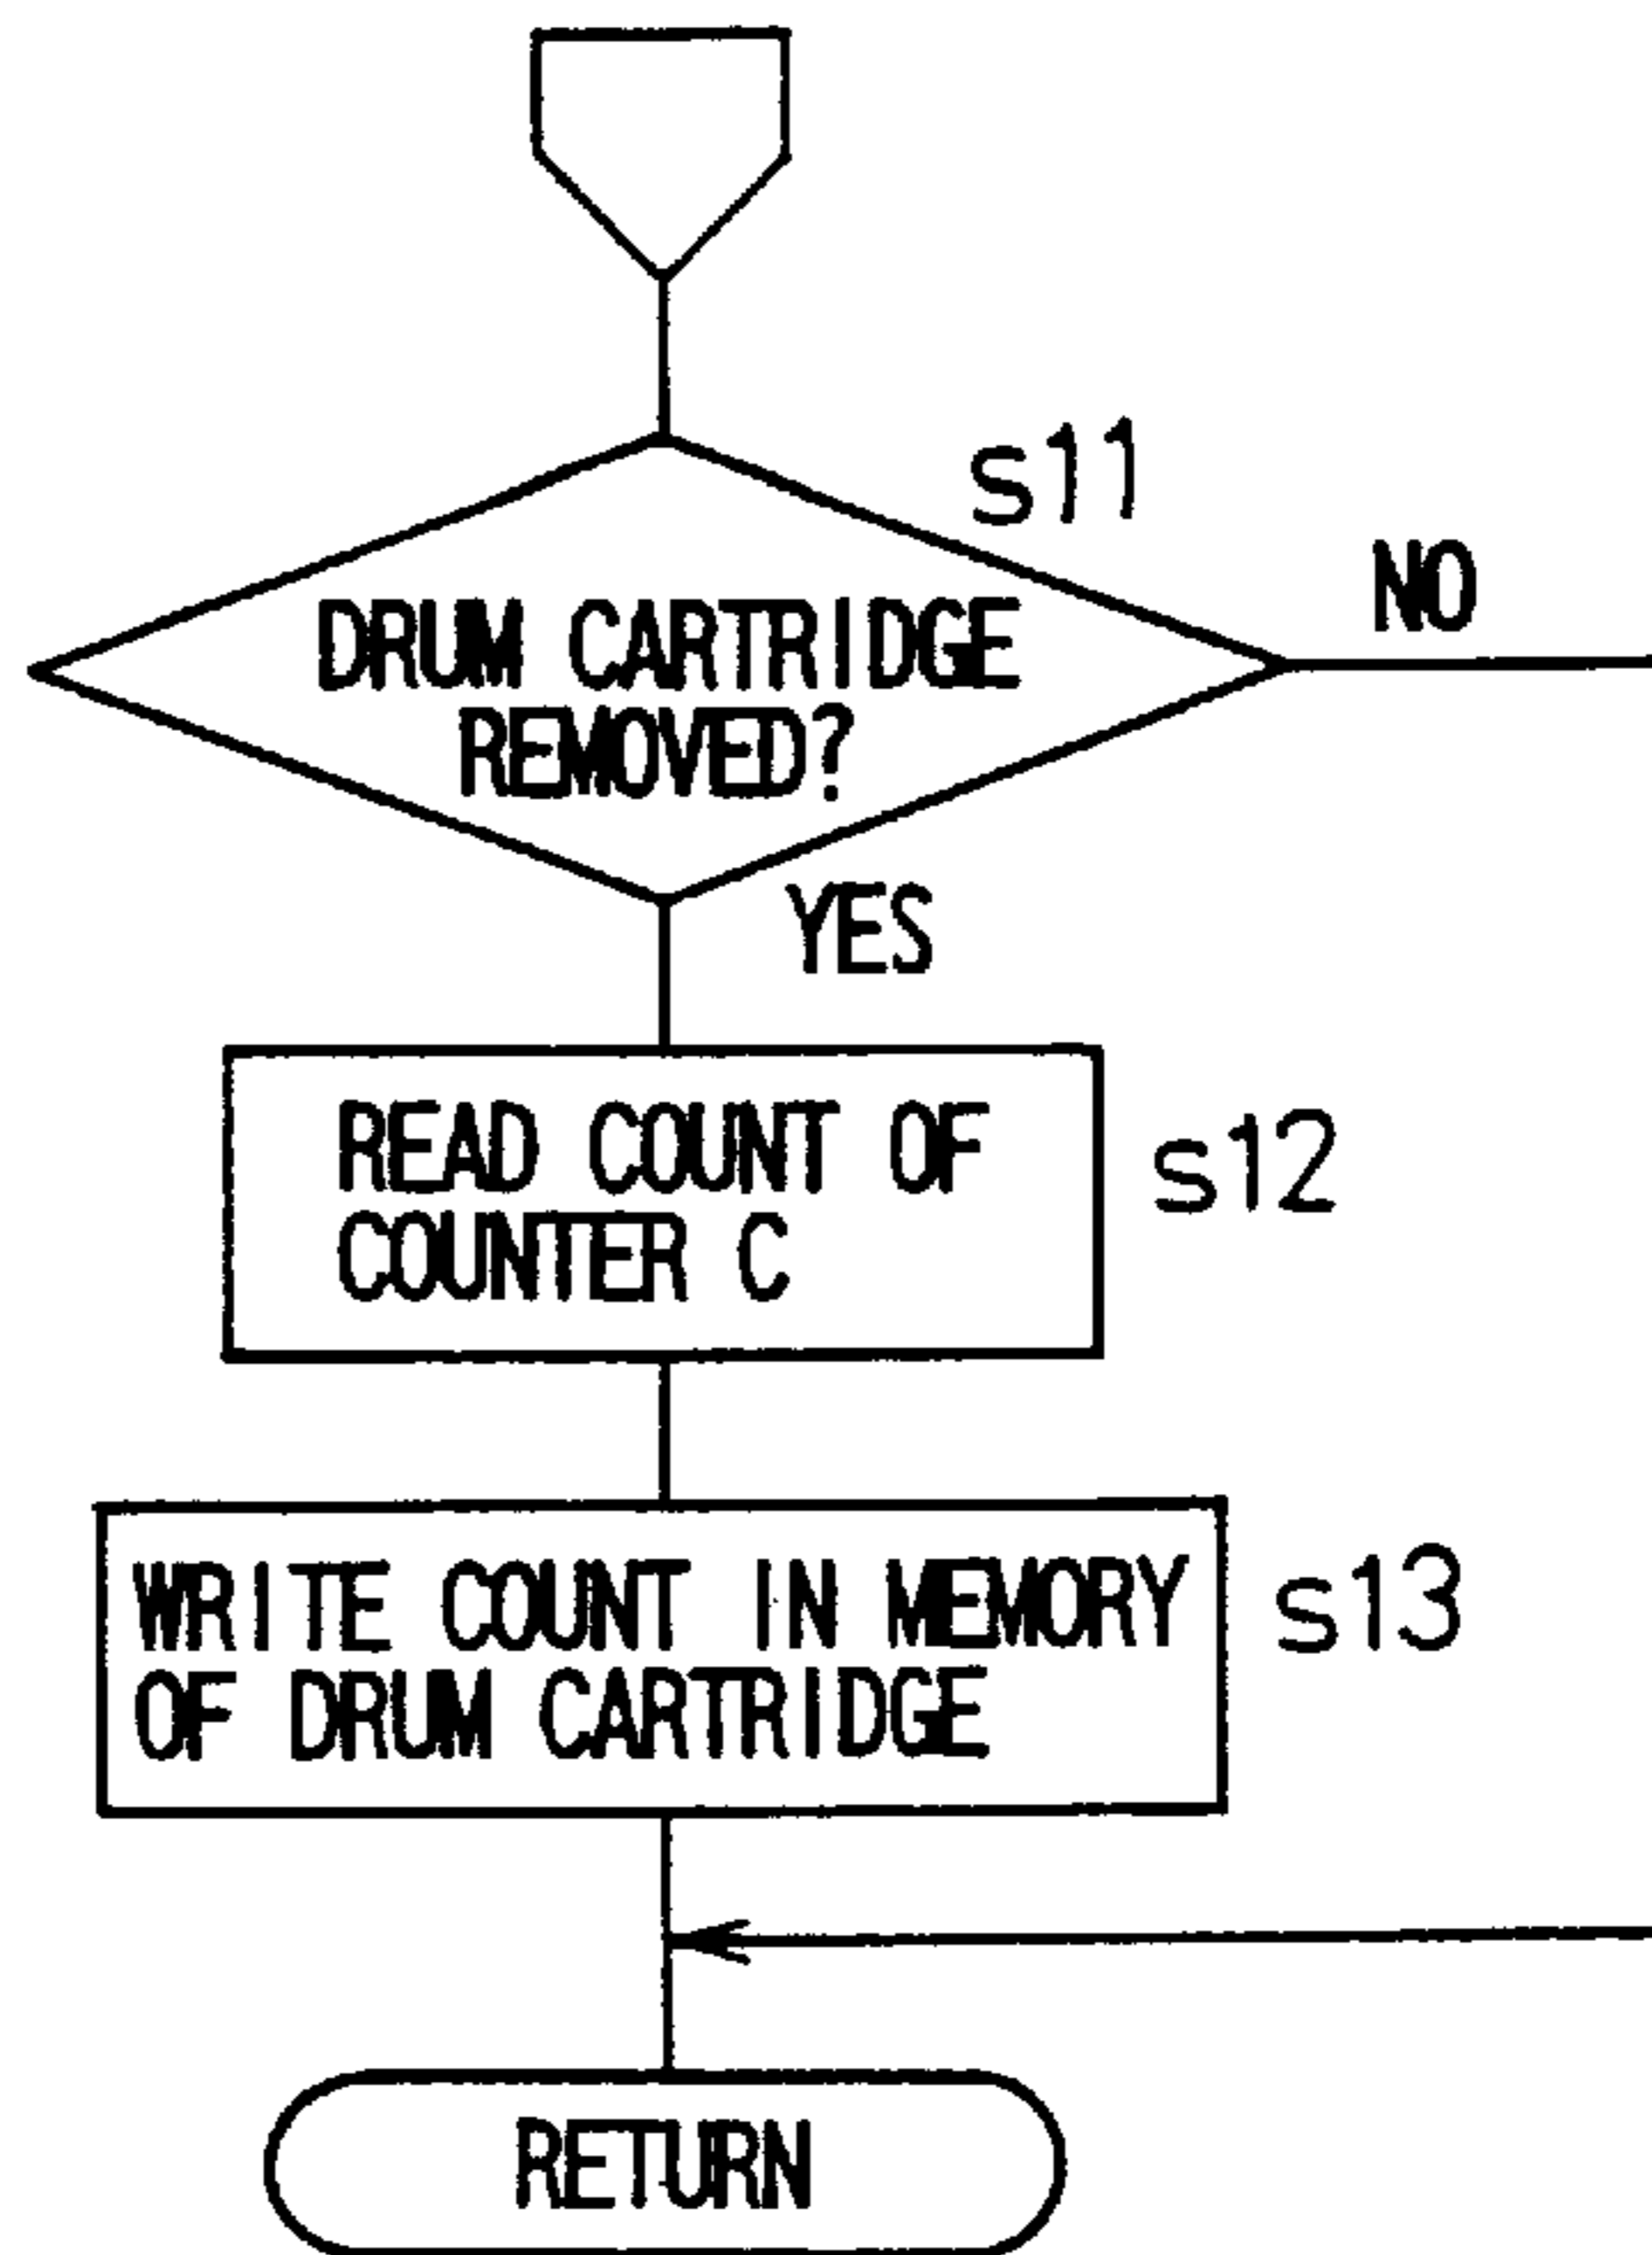 s11
NO
DRUM CARTRIDGE
REMOVED?
YES
READ COUNT OF
COUNTER C
s12
WRITE COUNT IN MEMORY
OF DRUM CARTRIDGE
s13
RETURN